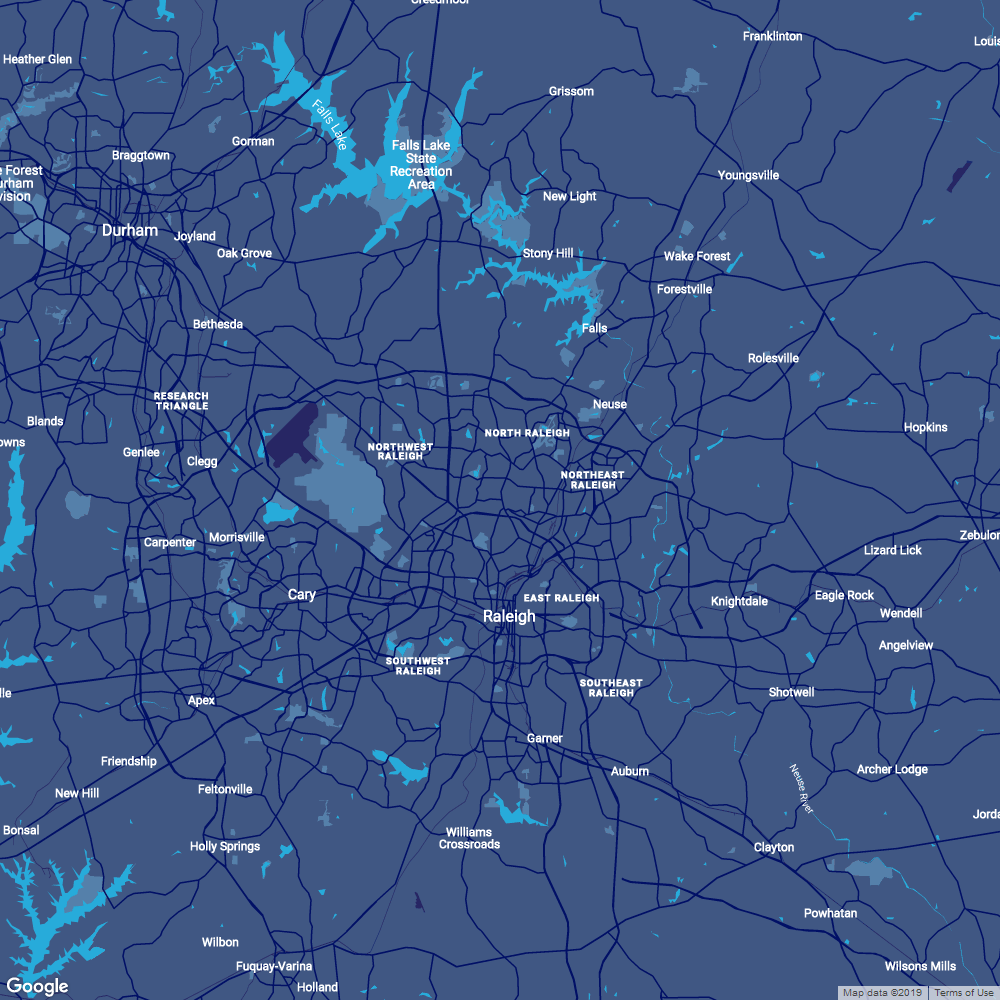 Creedmoor
Franklinton
Louis
Heather Glen
Grissom
Falls Lake
Gorman
Falls Lake
State
Recreation
Area
Braggtown
e Forest
urham
vision
Youngsville
New Light
Durham
Joyland
Oak Grove
Stony Hill
Wake Forest
Forestville
Bethesda
Falls
Rolesville
RESEARCH
TRIANGLE
Neuse
Blands
Hopkins
owns
NORTH RALEIGH
NORTHWEST
RALEIGH
Genlee
Clegg
NORTHEAST
RALEIGH
Carpenter
Morrisville
Zebulon
Lizard Lick
Cary
EAST RALEIGH
Knightdale
Eagle Rock
Raleigh
Wendell
Angelview
SOUTHWEST
RALEIGH
SOUTHEAST
RALEIGH
lle
Apex
Shotwell
Garner
Friendship
Auburn
Archer Lodge
Neuse River
New Hill
Feltonville
Jorda
Bonsal
Williams
Crossroads
Holly Springs
Clayton
Powhatan
Wilbon
Fuquay-Varina
Wilsons Mills
Holland
Google
Map data ©2019
Terms of Use